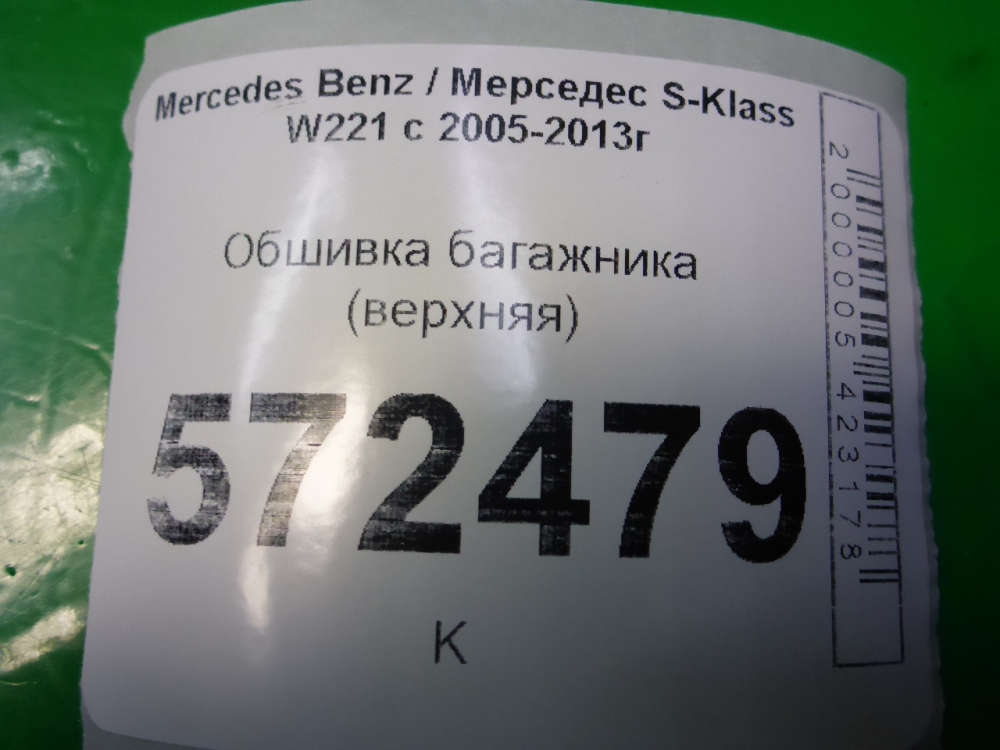 Mercedes Benz / Мерседес S-Klass
W221 с 2005-2013г
Обшивка багажника
(верхняя)
572479
К
2000005423178